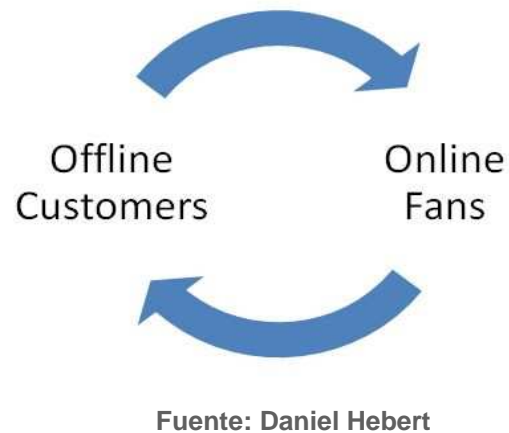 Offline
Customers
Online
Fans
Fuente: Daniel Hebert